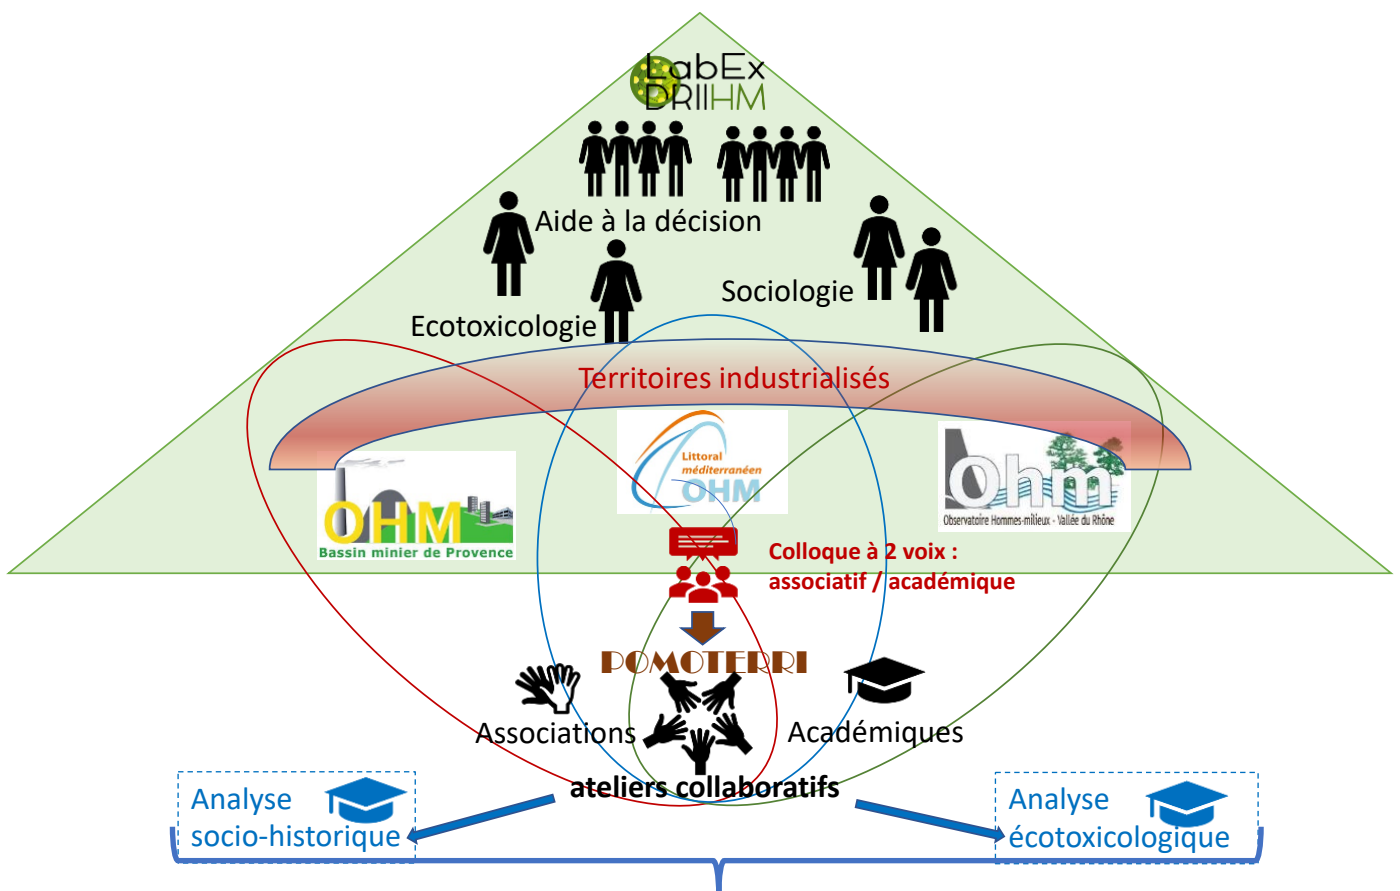 LabEx
DRIIHM
Aide à la décision
Sociologie
Ecotoxicologie
Territoires industrialisés
Littoral
méditerranéen
OHM
OHM
Bassin minier de Provence
Ohm
Observatoire Hommes-milieux - Vallée du Rhône
Colloque à 2 voix :
associatif / académique
POMOTERRI
Associations
Académiques
ateliers collaboratifs
Analyse
socio-historique
Analyse
écotoxicologique